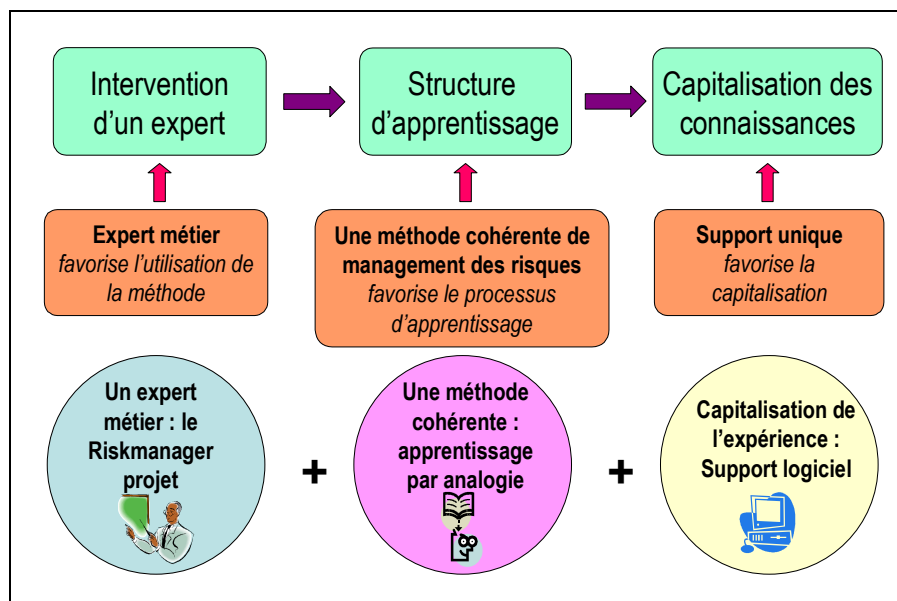 Intervention
d'un expert
Structure
d'apprentissage
Capitalisation des
connaissances
Expert métier
favorise l'utilisation de
la méthode
Une méthode cohérente de
management des risques
favorise le processus
d'apprentissage
Support unique
favorise la
capitalisation
Un expert
métier : le
Riskmanager
projet
+
Une méthode
cohérente :
apprentissage
par analogie
+
Capitalisation de
l'expérience :
Support logiciel